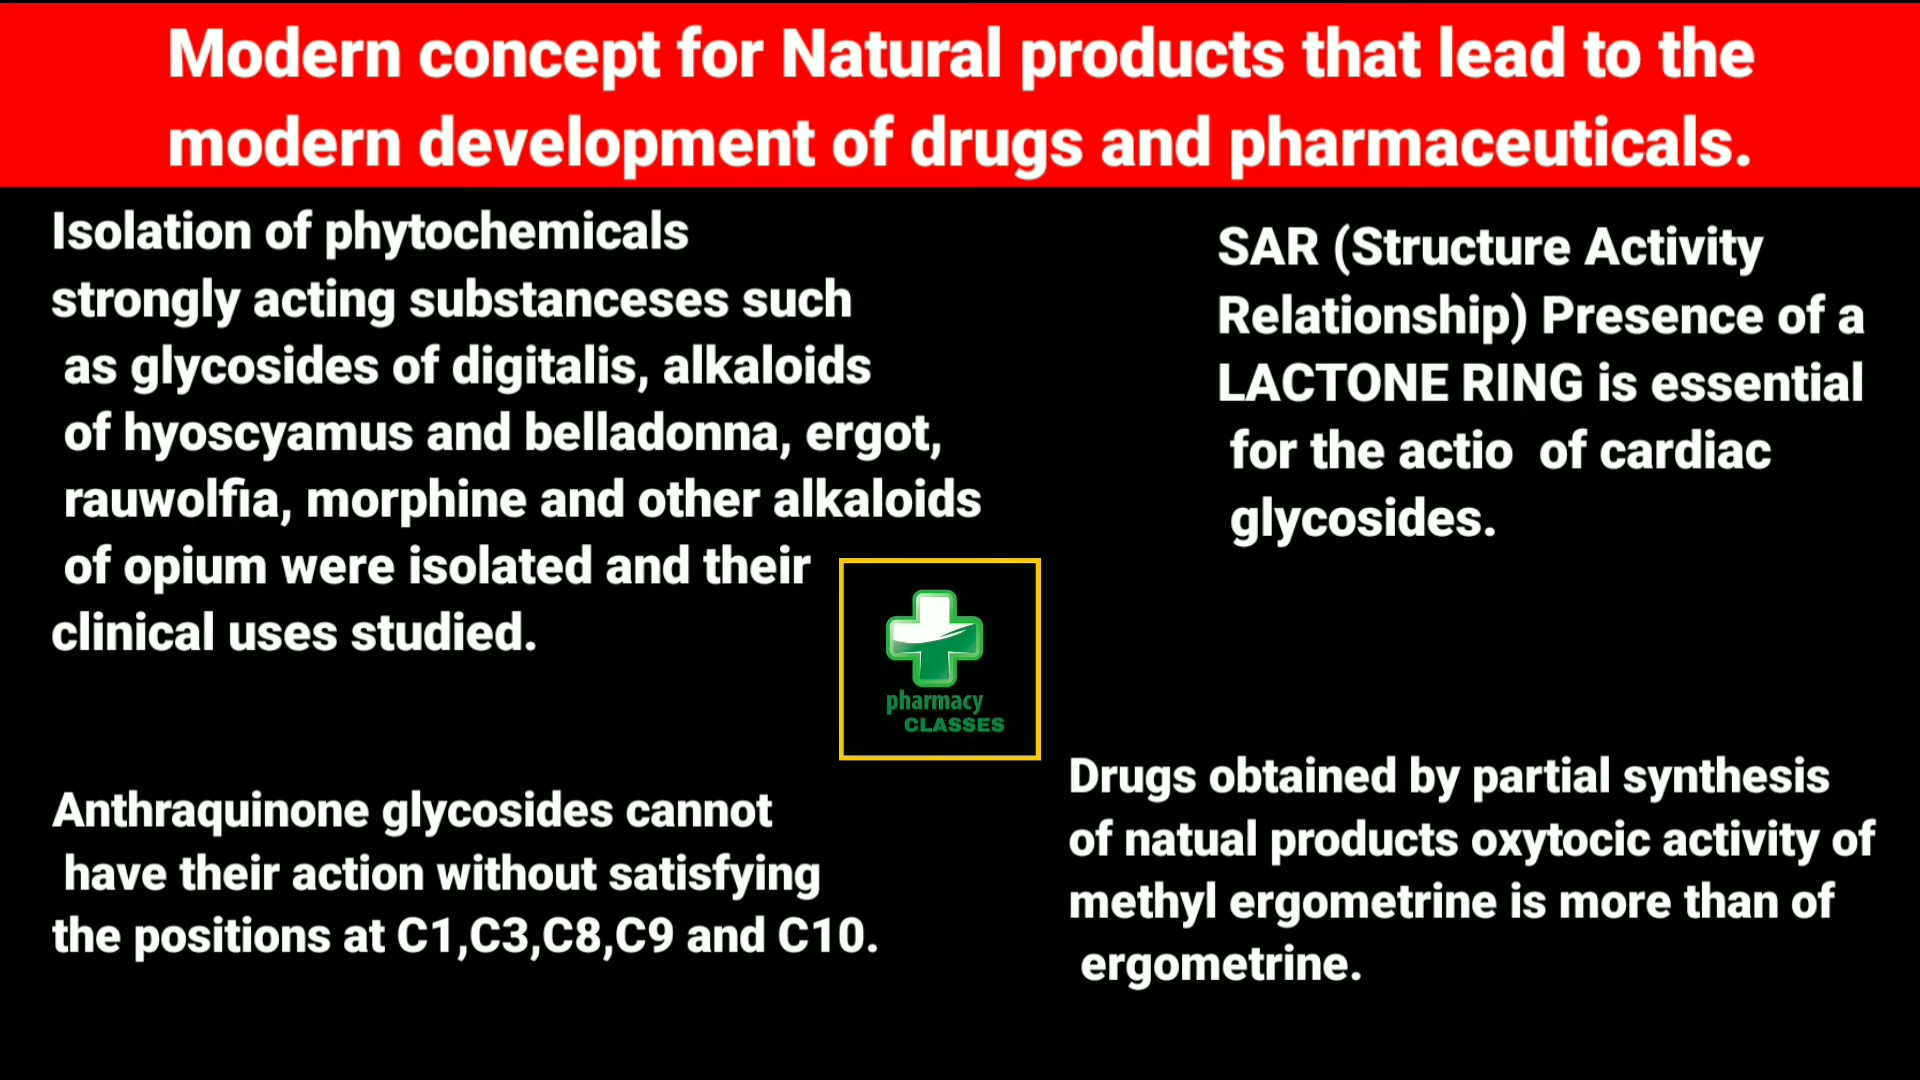 Modern concept for Natural products that lead to the
modern development of drugs and pharmaceuticals.
Isolation of phytochemicals
strongly acting substanceses such
as glycosides of digitalis, alkaloids
of hyoscyamus and belladonna, ergot,
rauwolfia, morphine and other alkaloids
of opium were isolated and their
clinical uses studied.
SAR (Structure Activity
Relationship) Presence of a
LACTONE RING is essential
for the actio of cardiac
glycosides.
pharmacy
CLASSES
Anthraquinone glycosides cannot
have their action without satisfying
the positions at C1,C3,C8,C9 and C10.
Drugs obtained by partial synthesis
of natual products oxytocic activity of
methyl ergometrine is more than of
ergometrine.